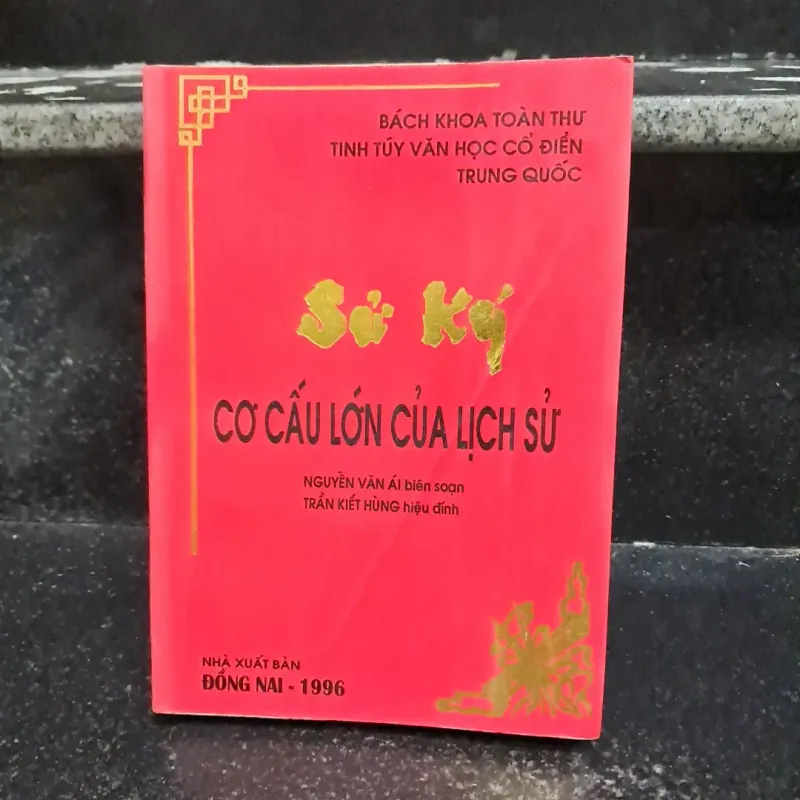 BÁCH KHOA TOÀN THƯ
TINH TÚY VĂN HỌC CỔ ĐIỂN
TRUNG QUỐC
Sử Ký
CƠ CẤU LỚN CỦA LỊCH SỬ
NGUYỄN VĂN ÁI biên soạn
TRẦN KIẾT HÙNG hiệu đính
NHÀ XUẤT BẢN
ĐỒNG NAI - 1996